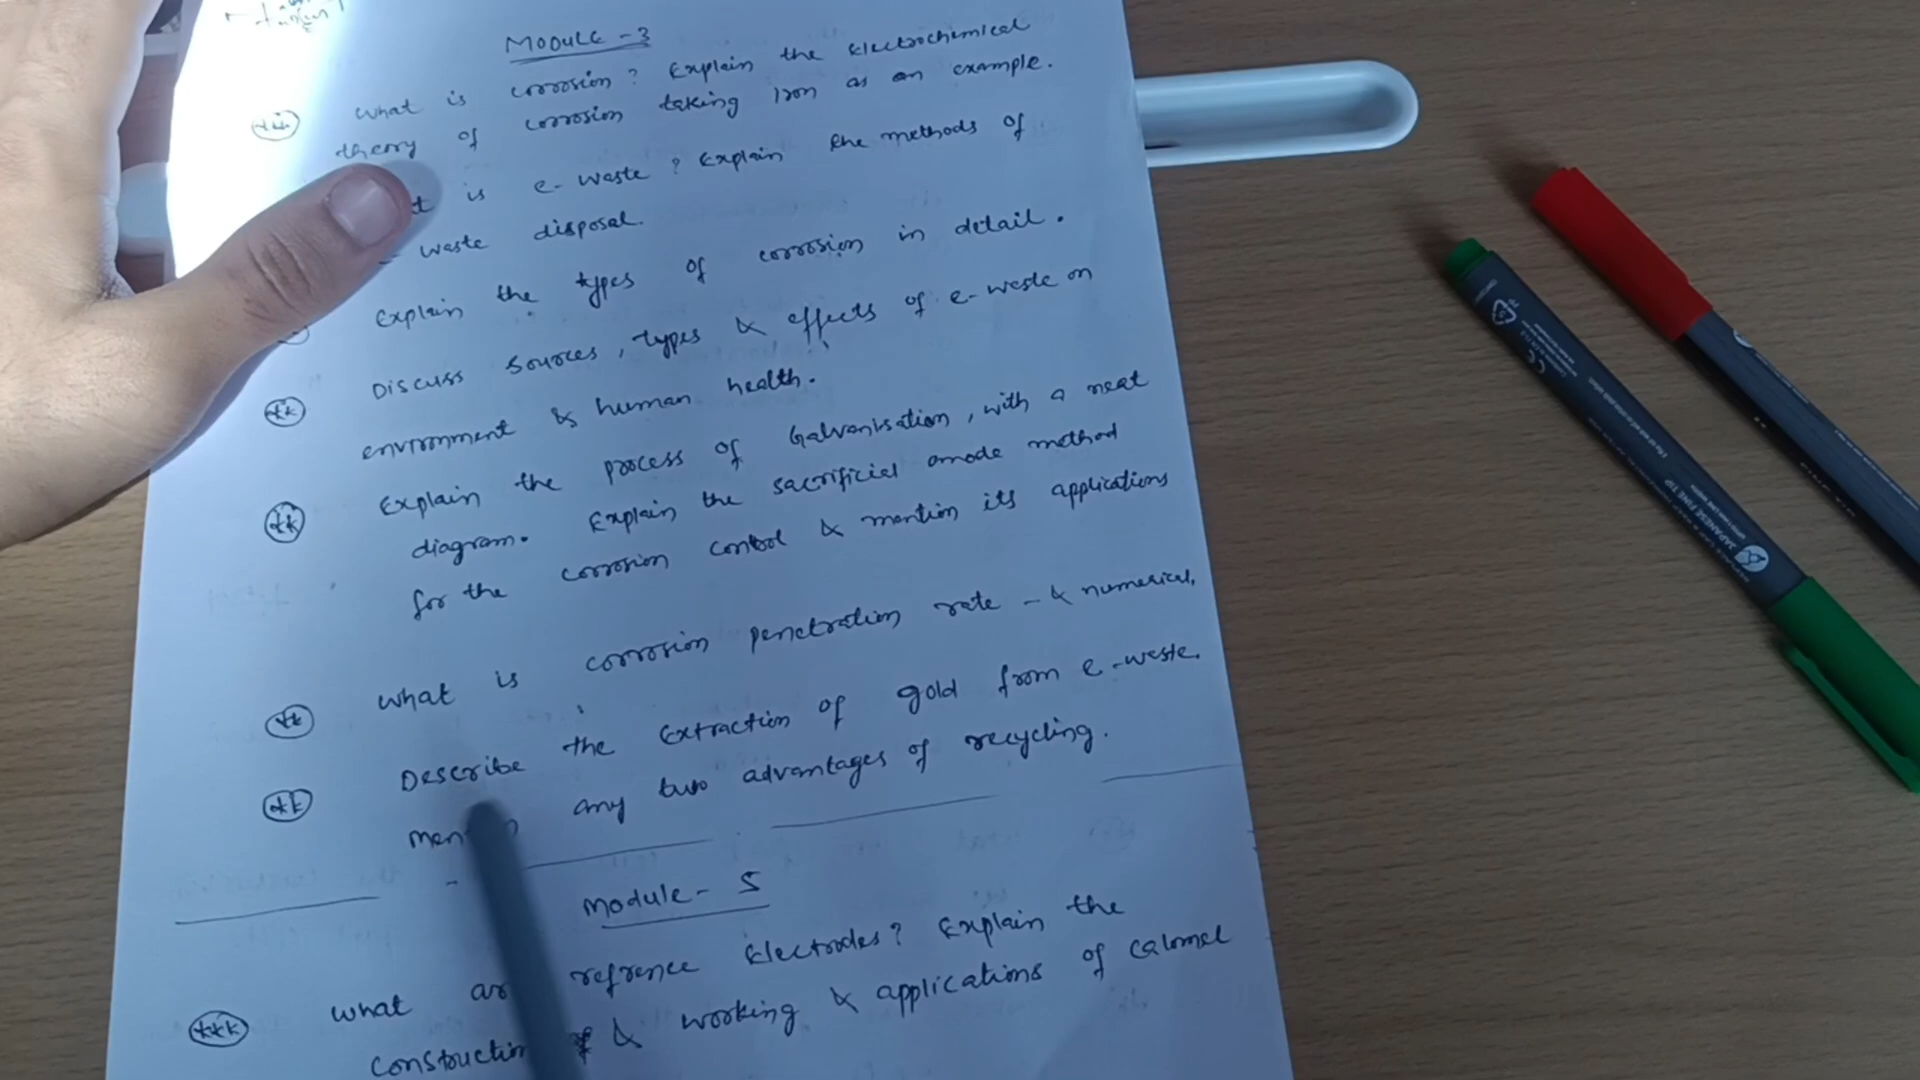 MODULE - 3
What is corrosion? Explain the Electrochemical
theory of corrosion taking Iron as an example.
is e-waste? Explain the methods of
waste disposal.
Explain the types of corrosion in detail.
Discuss sources, types & effects of e-waste on
environment & human health.
Explain the process of Galvanisation, with a neat
diagram. Explain the sacrificial anode method
for the corrosion control & mention its applications
What is corrosion penetration rate - & numerical.
Describe the extraction of gold from e-waste.
any two advantages of recycling.
Module - 5
What refrence Electrodes? Explain the
Construction & working & applications of Calomel
JAPANESE FINE TIP